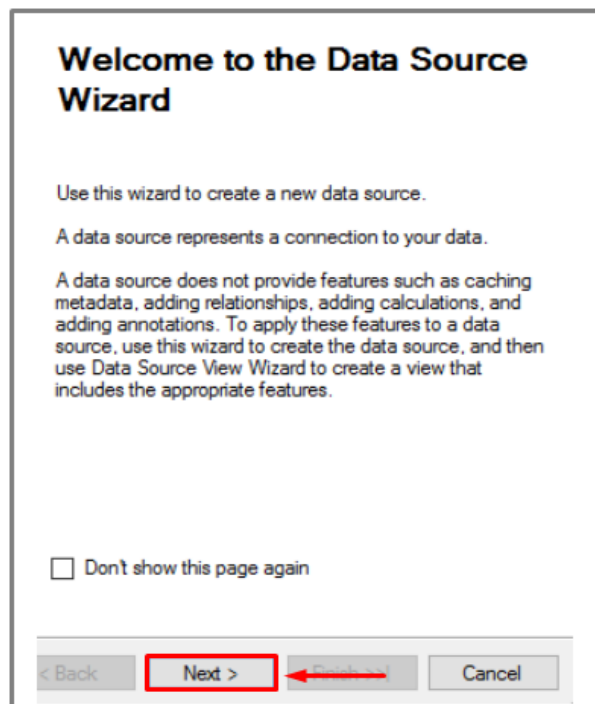 Welcome to the Data Source
Wizard
Use this wizard to create a new data source.
A data source represents a connection to your data.
A data source does not provide features such as caching
metadata, adding relationships, adding calculations, and
adding annotations. To apply these features to a data
source, use this wizard to create the data source, and then
use Data Source View Wizard to create a view that
includes the appropriate features.
Don't show this page again
< Back Next > Finish >>| Cancel